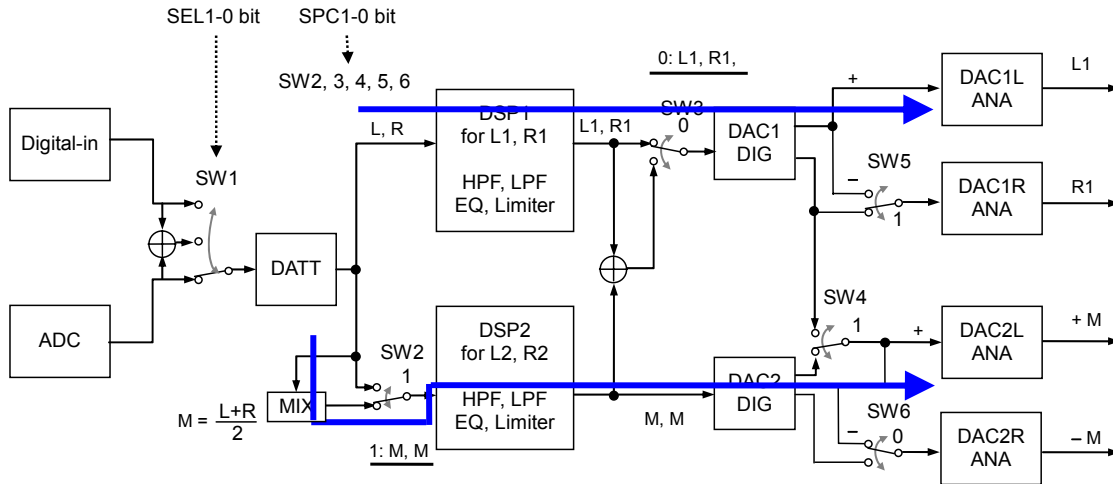 SEL1-0 bit
SPC1-0 bit
SW2, 3, 4, 5, 6
0: L1, R1,
Digital-in
SW1
ADC
DATT
L, R
DSP1
for L1, R1
HPF, LPF
EQ, Limiter
L1, R1
SW3
0
DAC1
DIG
+
DAC1L
ANA
L1
SW5
–
1
DAC1R
ANA
R1
MIX
M = L+R
2
SW2
1
1: M, M
DSP2
for L2, R2
HPF, LPF
EQ, Limiter
M, M
DAC2
DIG
SW4
1
+
DAC2L
ANA
+ M
SW6
–
0
DAC2R
ANA
– M